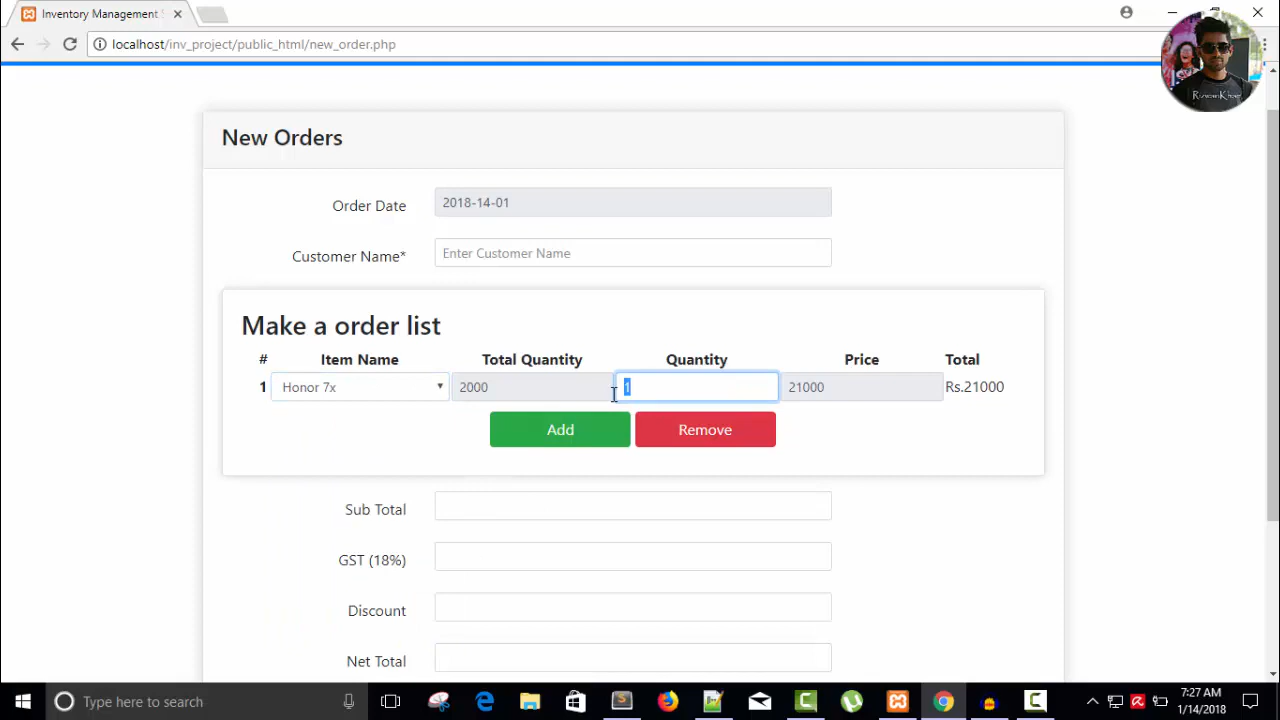 Inventory Management
localhost/inv_project/public_html/new_order.php
RizwanKhan
New Orders
Order Date 2018-14-01
Customer Name* Enter Customer Name
Make a order list
# Item Name Total Quantity Quantity Price Total
1 Honor 7x 2000 1 21000 Rs.21000
Add Remove
Sub Total
GST (18%)
Discount
Net Total
Type here to search
7:27 AM
1/14/2018